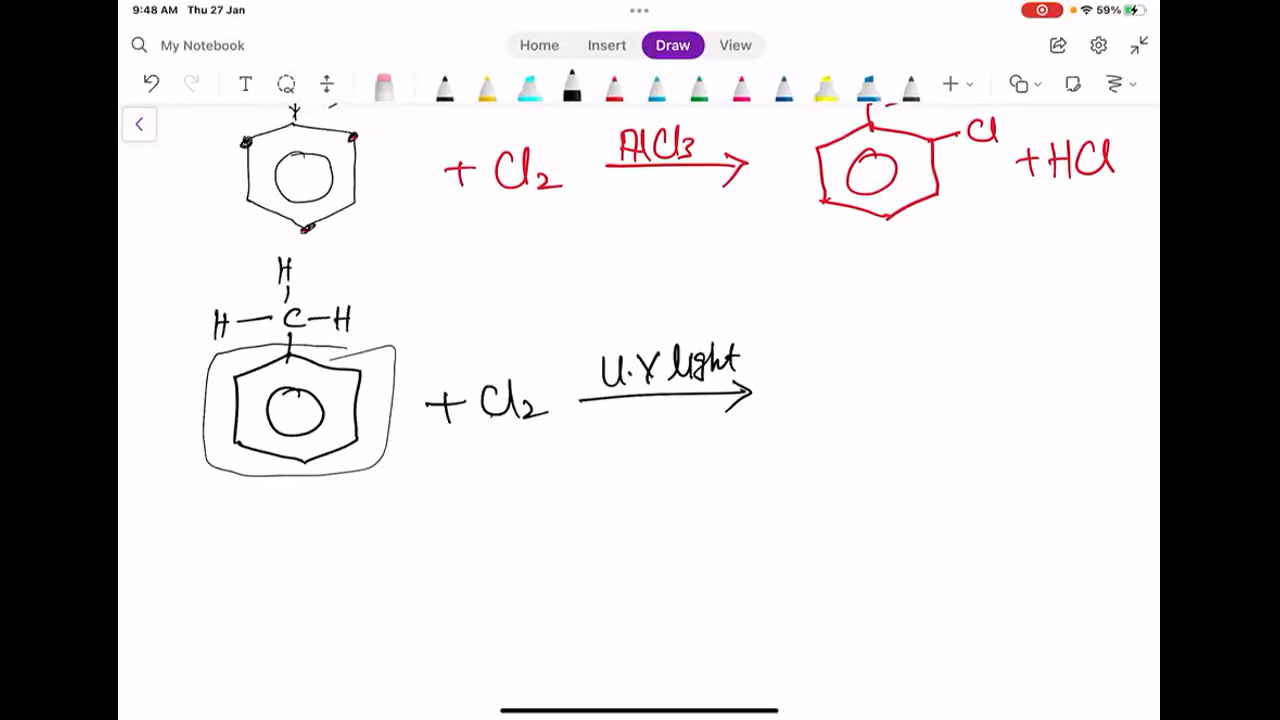 9:48 AM Thu 27 Jan
59%
My Notebook
Home Insert Draw View
T
+ Cl2 AlCl3 Cl + HCl
H
H — C — H
+ Cl2 U.V light